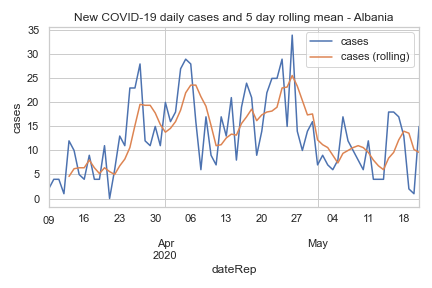 New COVID-19 daily cases and 5 day rolling mean - Albania
cases
cases (rolling)
35
30
25
20
15
10
5
0
cases
09 16 23 30 06 13 20 27 04 11 18
Apr May
2020
dateRep